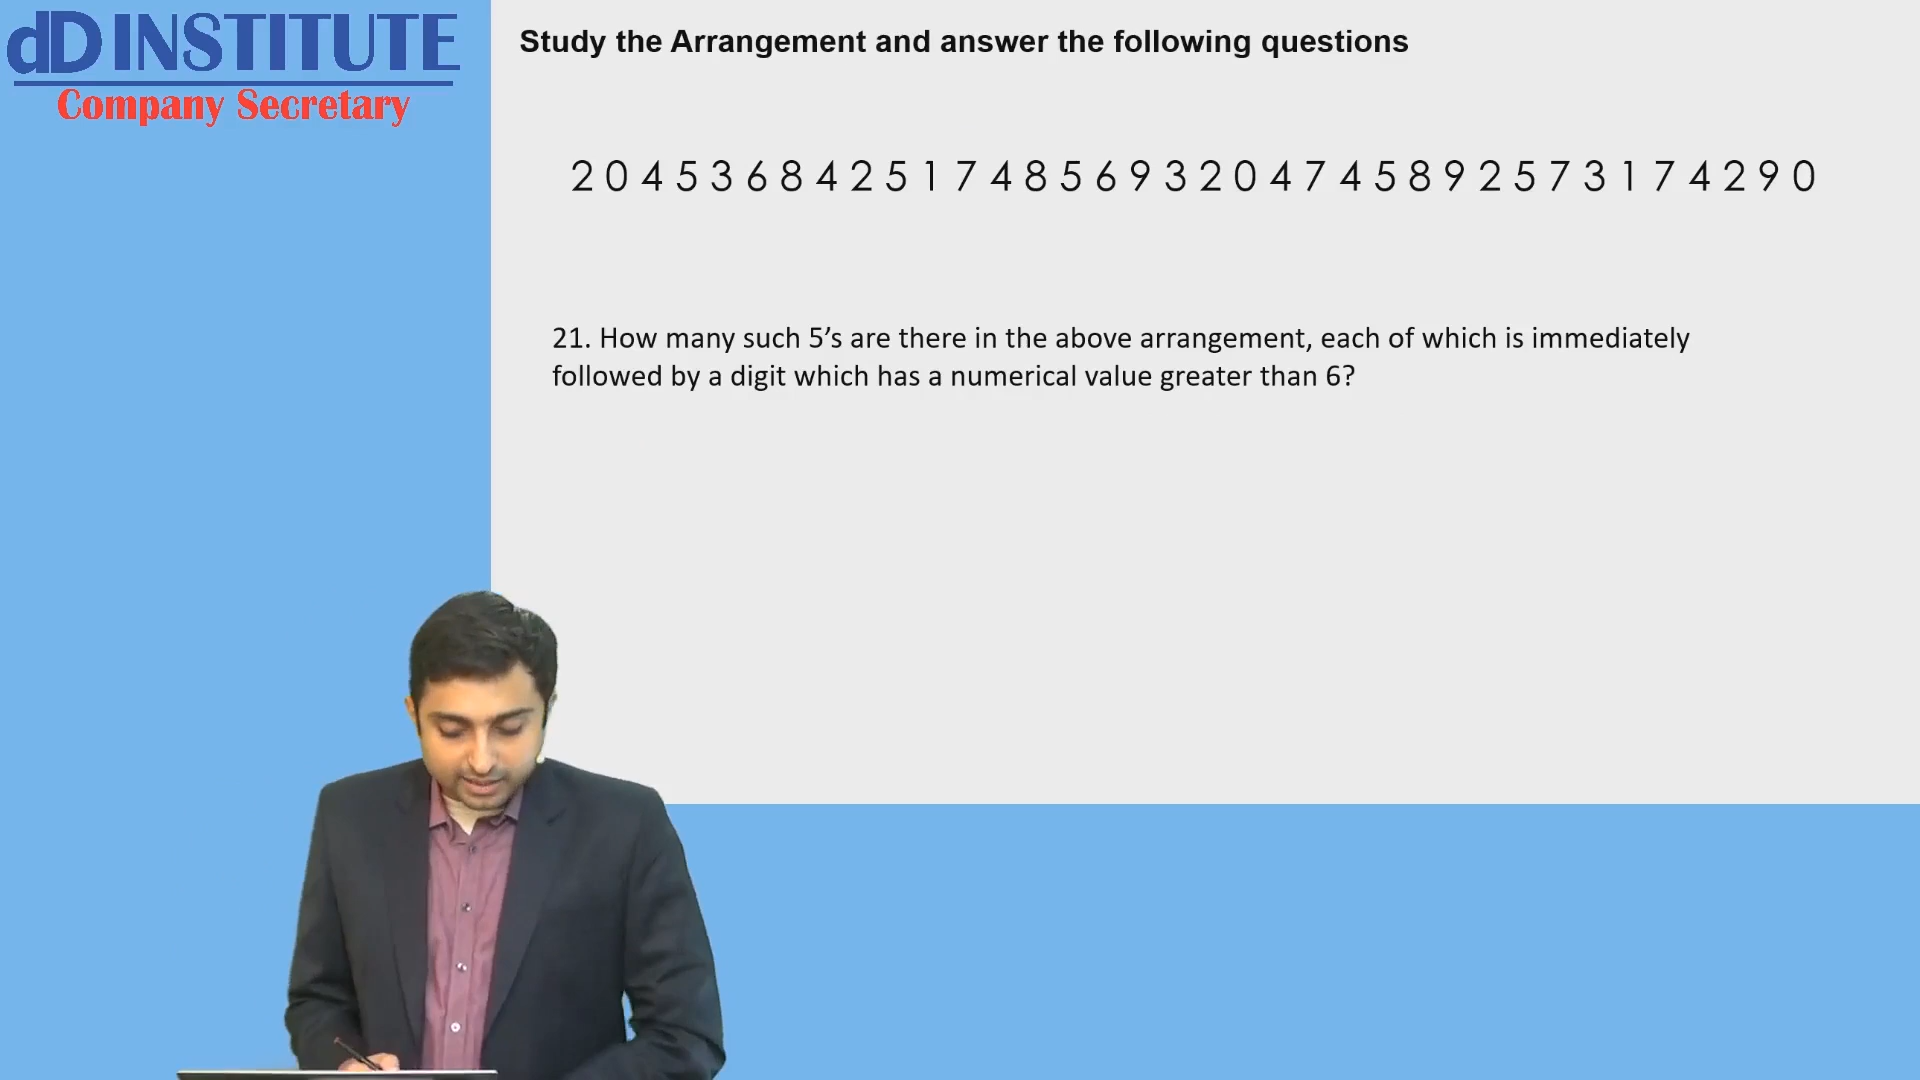 dD INSTITUTE
Company Secretary
Study the Arrangement and answer the following questions
2 0 4 5 3 6 8 4 2 5 1 7 4 8 5 6 9 3 2 0 4 7 4 5 8 9 2 5 7 3 1 7 4 2 9 0
21. How many such 5’s are there in the above arrangement, each of which is immediately
followed by a digit which has a numerical value greater than 6?